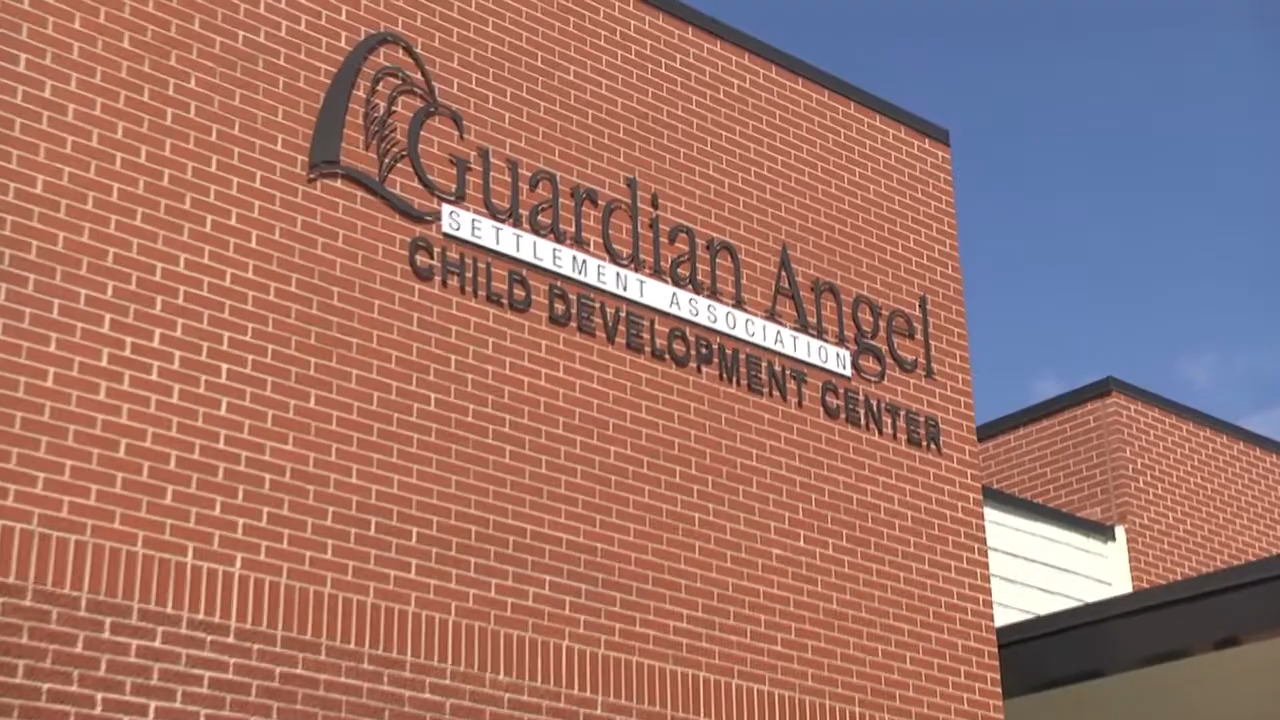 Guardian Angel
SETTLEMENT ASSOCIATION
CHILD DEVELOPMENT CENTER